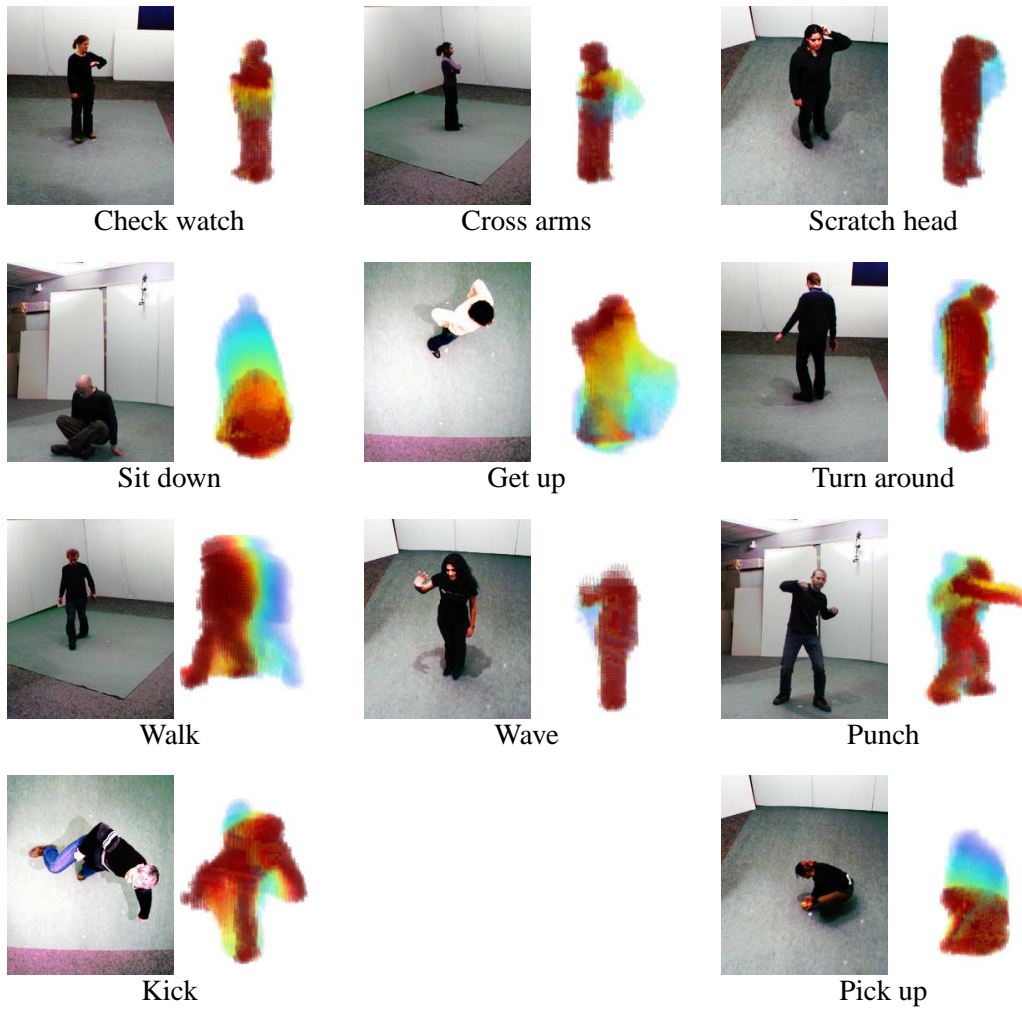 Check watch
Cross arms
Scratch head
Sit down
Get up
Turn around
Walk
Wave
Punch
Kick
Pick up